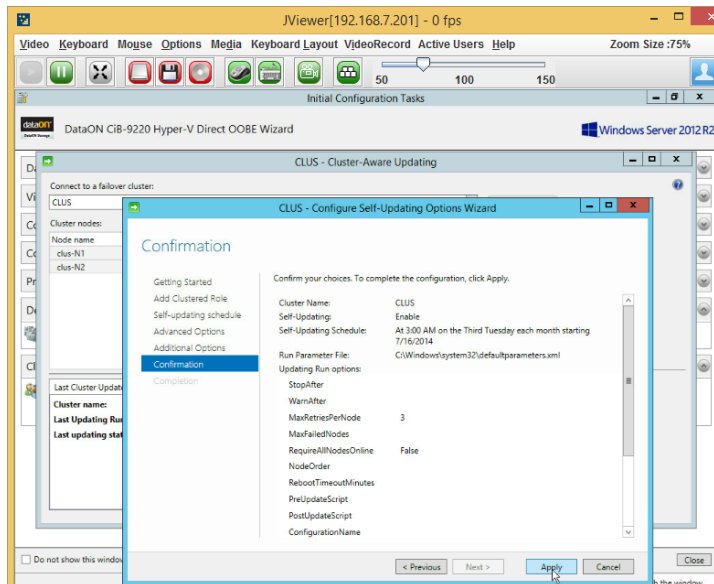 JViewer[192.168.7.201] - 0 fps
Video Keyboard Mouse Options Media Keyboard Layout VideoRecord Active Users Help Zoom Size :75%
50 100 150
Initial Configuration Tasks
dataON
DataON CiB-9220 Hyper-V Direct OOBE Wizard
Windows Server 2012 R2
CLUS - Cluster-Aware Updating
Connect to a failover cluster:
CLUS
Cluster nodes:
Node name
clus-N1
clus-N2
Last Cluster Update
Cluster name:
Last Updating Ru
Last updating stat
CLUS - Configure Self-Updating Options Wizard
Confirmation
Getting Started
Add Clustered Role
Self-updating schedule
Advanced Options
Additional Options
Confirmation
Completion
Confirm your choices. To complete the configuration, click Apply.
Cluster Name: CLUS
Self-Updating: Enable
Self-Updating Schedule: At 3:00 AM on the Third Tuesday each month starting
7/16/2014
Run Parameter File: C:\Windows\system32\defaultparameters.xml
Updating Run options:
StopAfter
WarnAfter
MaxRetriesPerNode 3
MaxFailedNodes
RequireAllNodesOnline False
NodeOrder
RebootTimeoutMinutes
PreUpdateScript
PostUpdateScript
ConfigurationName
< Previous Next > Apply Cancel
Do not show this window
Close